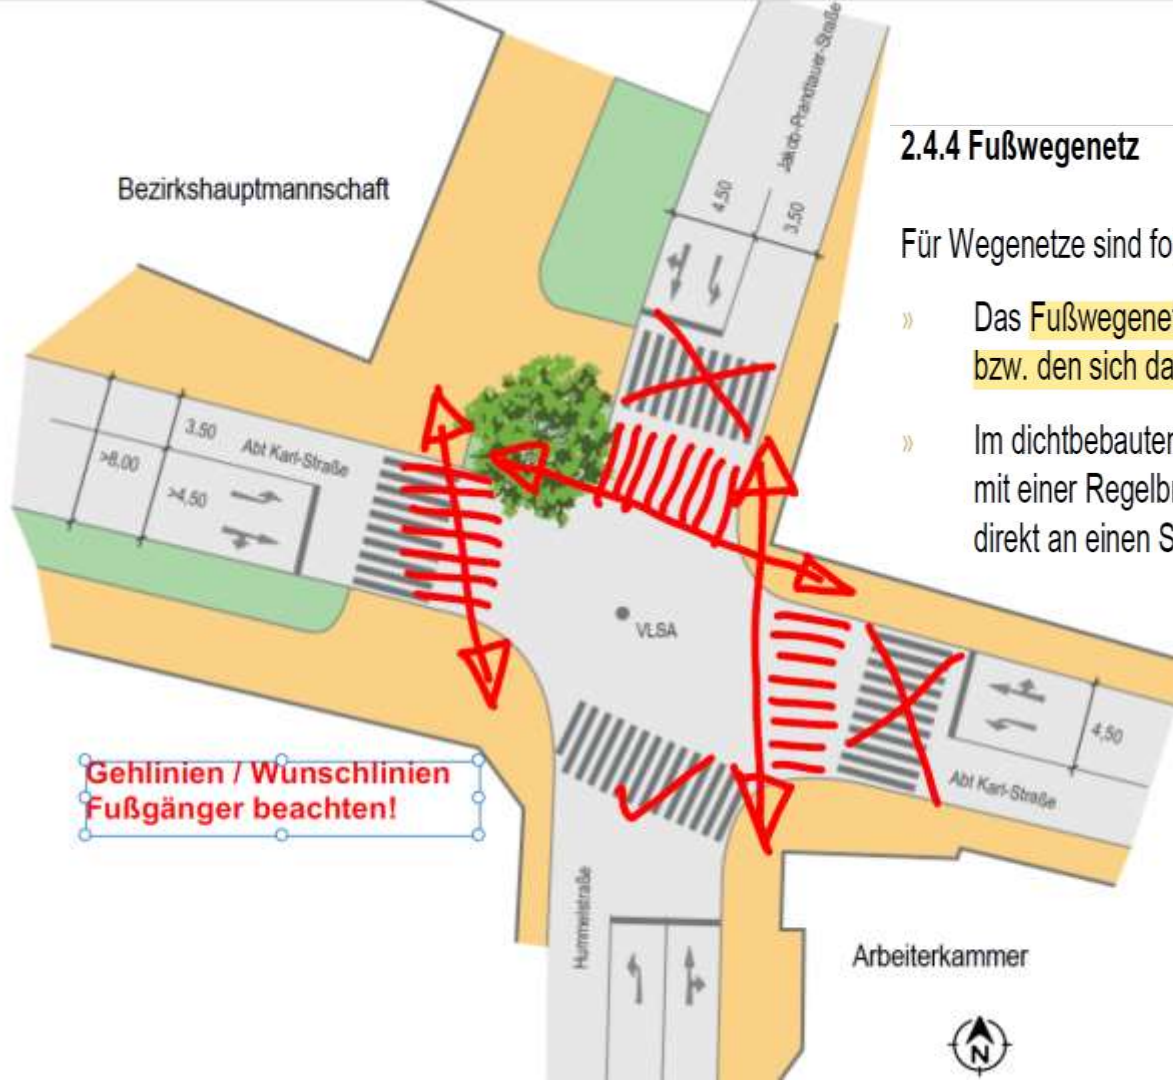 Jakob-Prandtauer-Straße
2.4.4 Fußwegenetz
Bezirkshauptmannschaft
4,50
3,50
Für Wegenetze sind fo
» Das Fußwegenet
bzw. den sich da
» Im dichtbebauten
mit einer Regelbr
direkt an einen S
3.50
Abt Karl-Straße
>8,00
>4,50
VLSA
4,50
Abt Karl-Straße
Gehlinien / Wunschlinien
Fußgänger beachten!
Hummelstraße
Arbeiterkammer
N